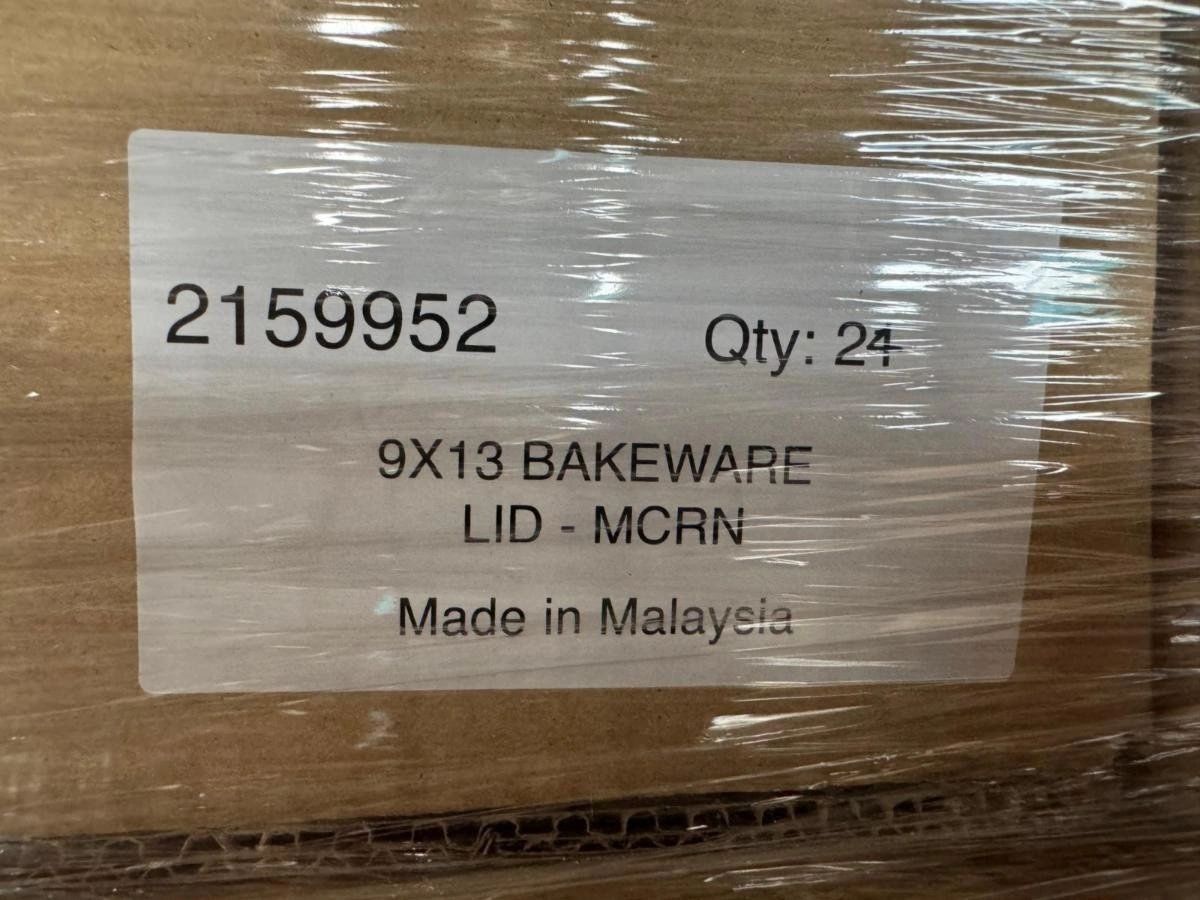 2159952 Qty: 24
9X13 BAKEWARE
LID - MCRN
Made in Malaysia